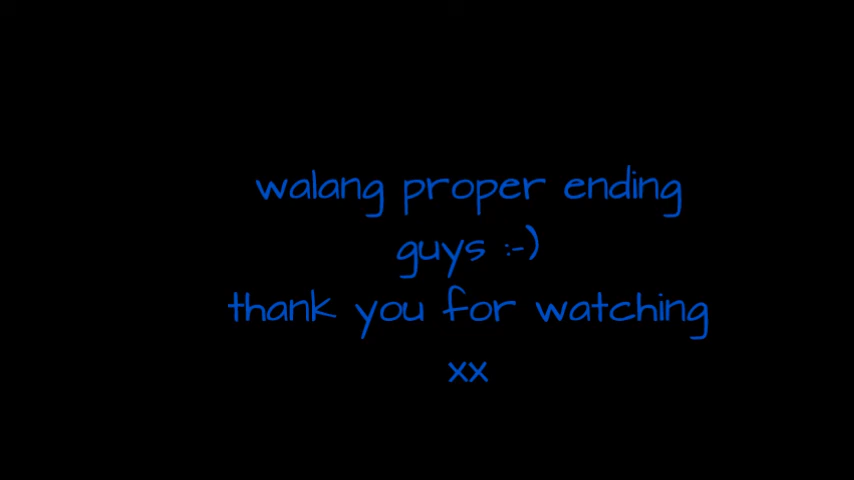 walang proper ending
guys :-)
thank you for watching
xx